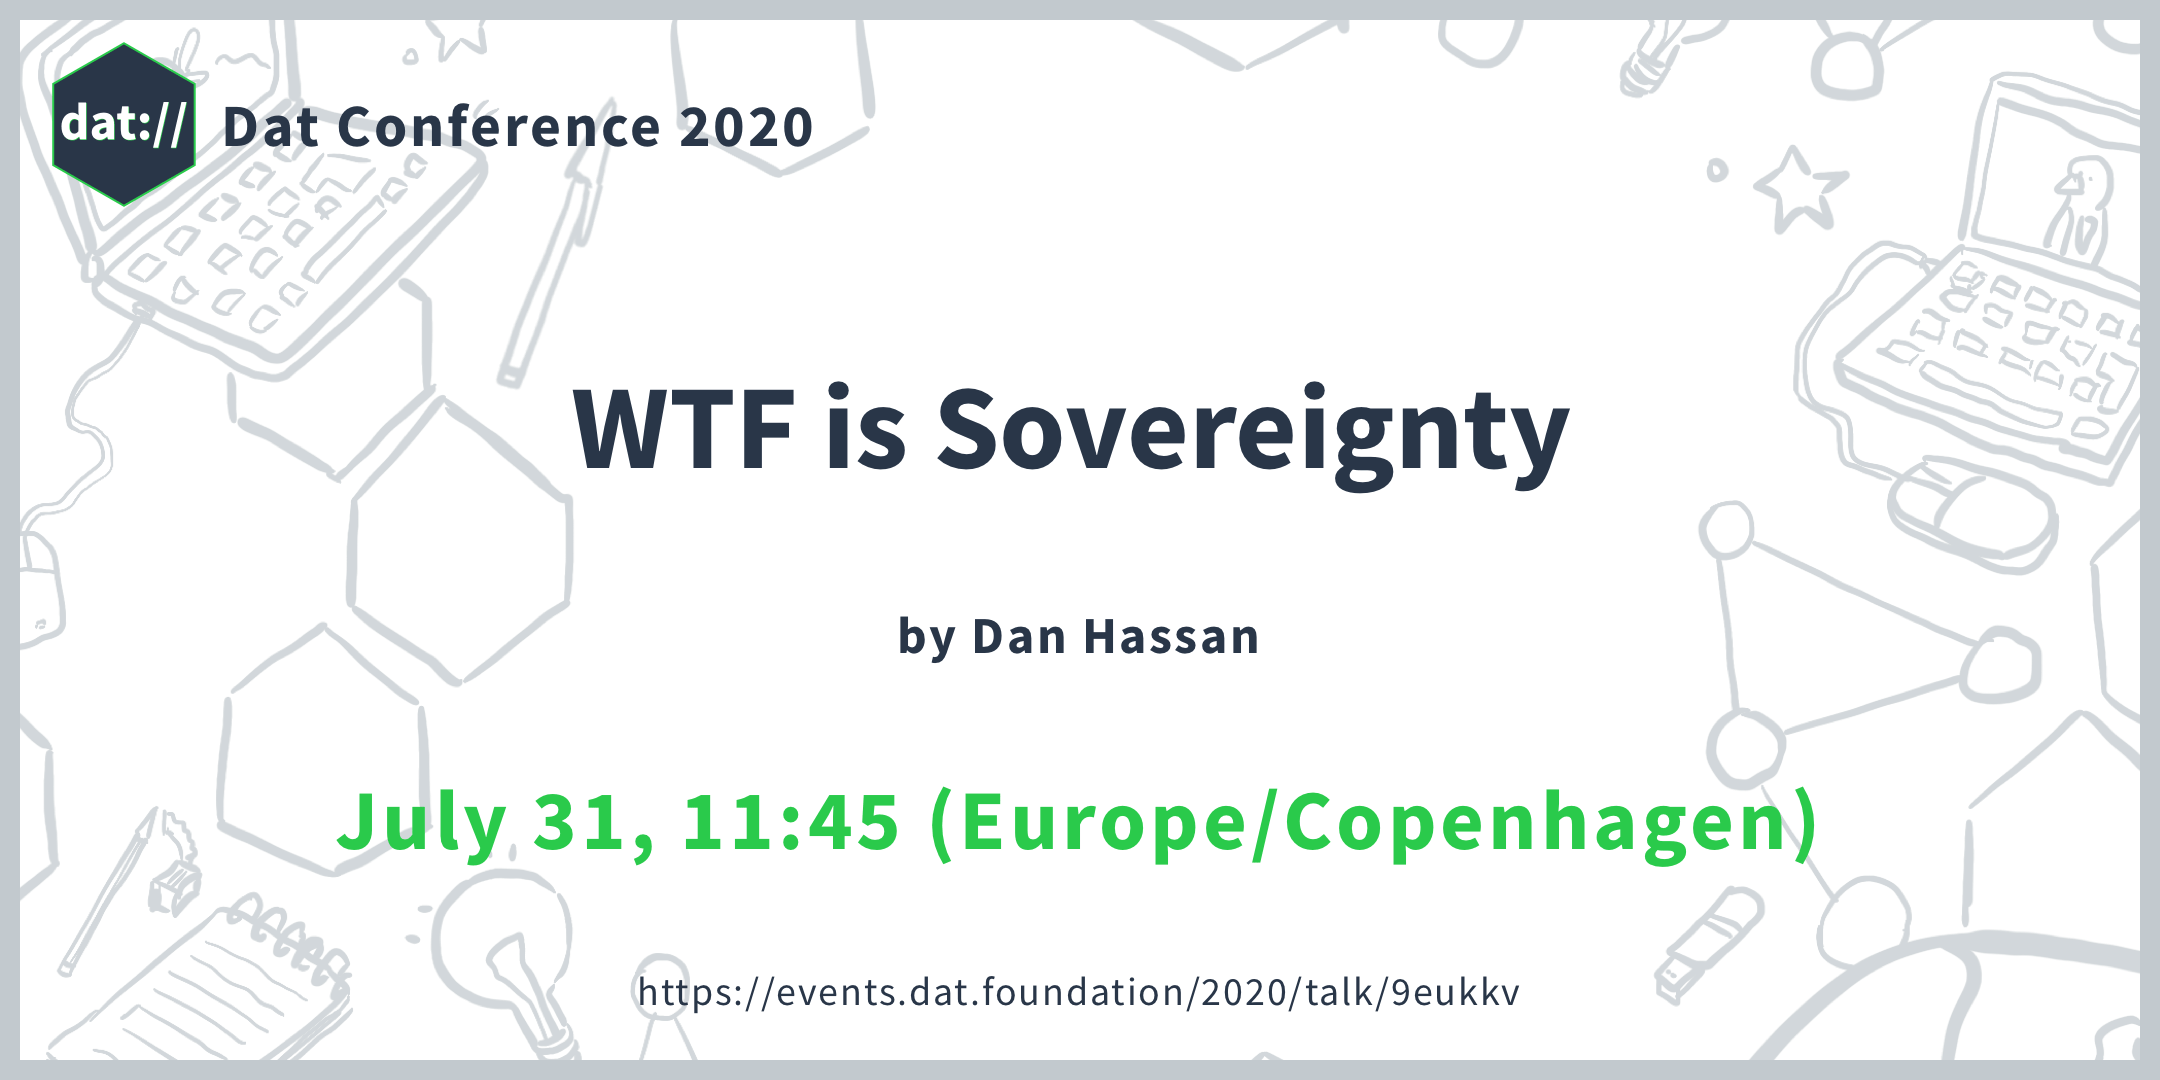 dat://
Dat Conference 2020
WTF is Sovereignty
by Dan Hassan
July 31, 11:45 (Europe/Copenhagen)
https://events.dat.foundation/2020/talk/9eukkv